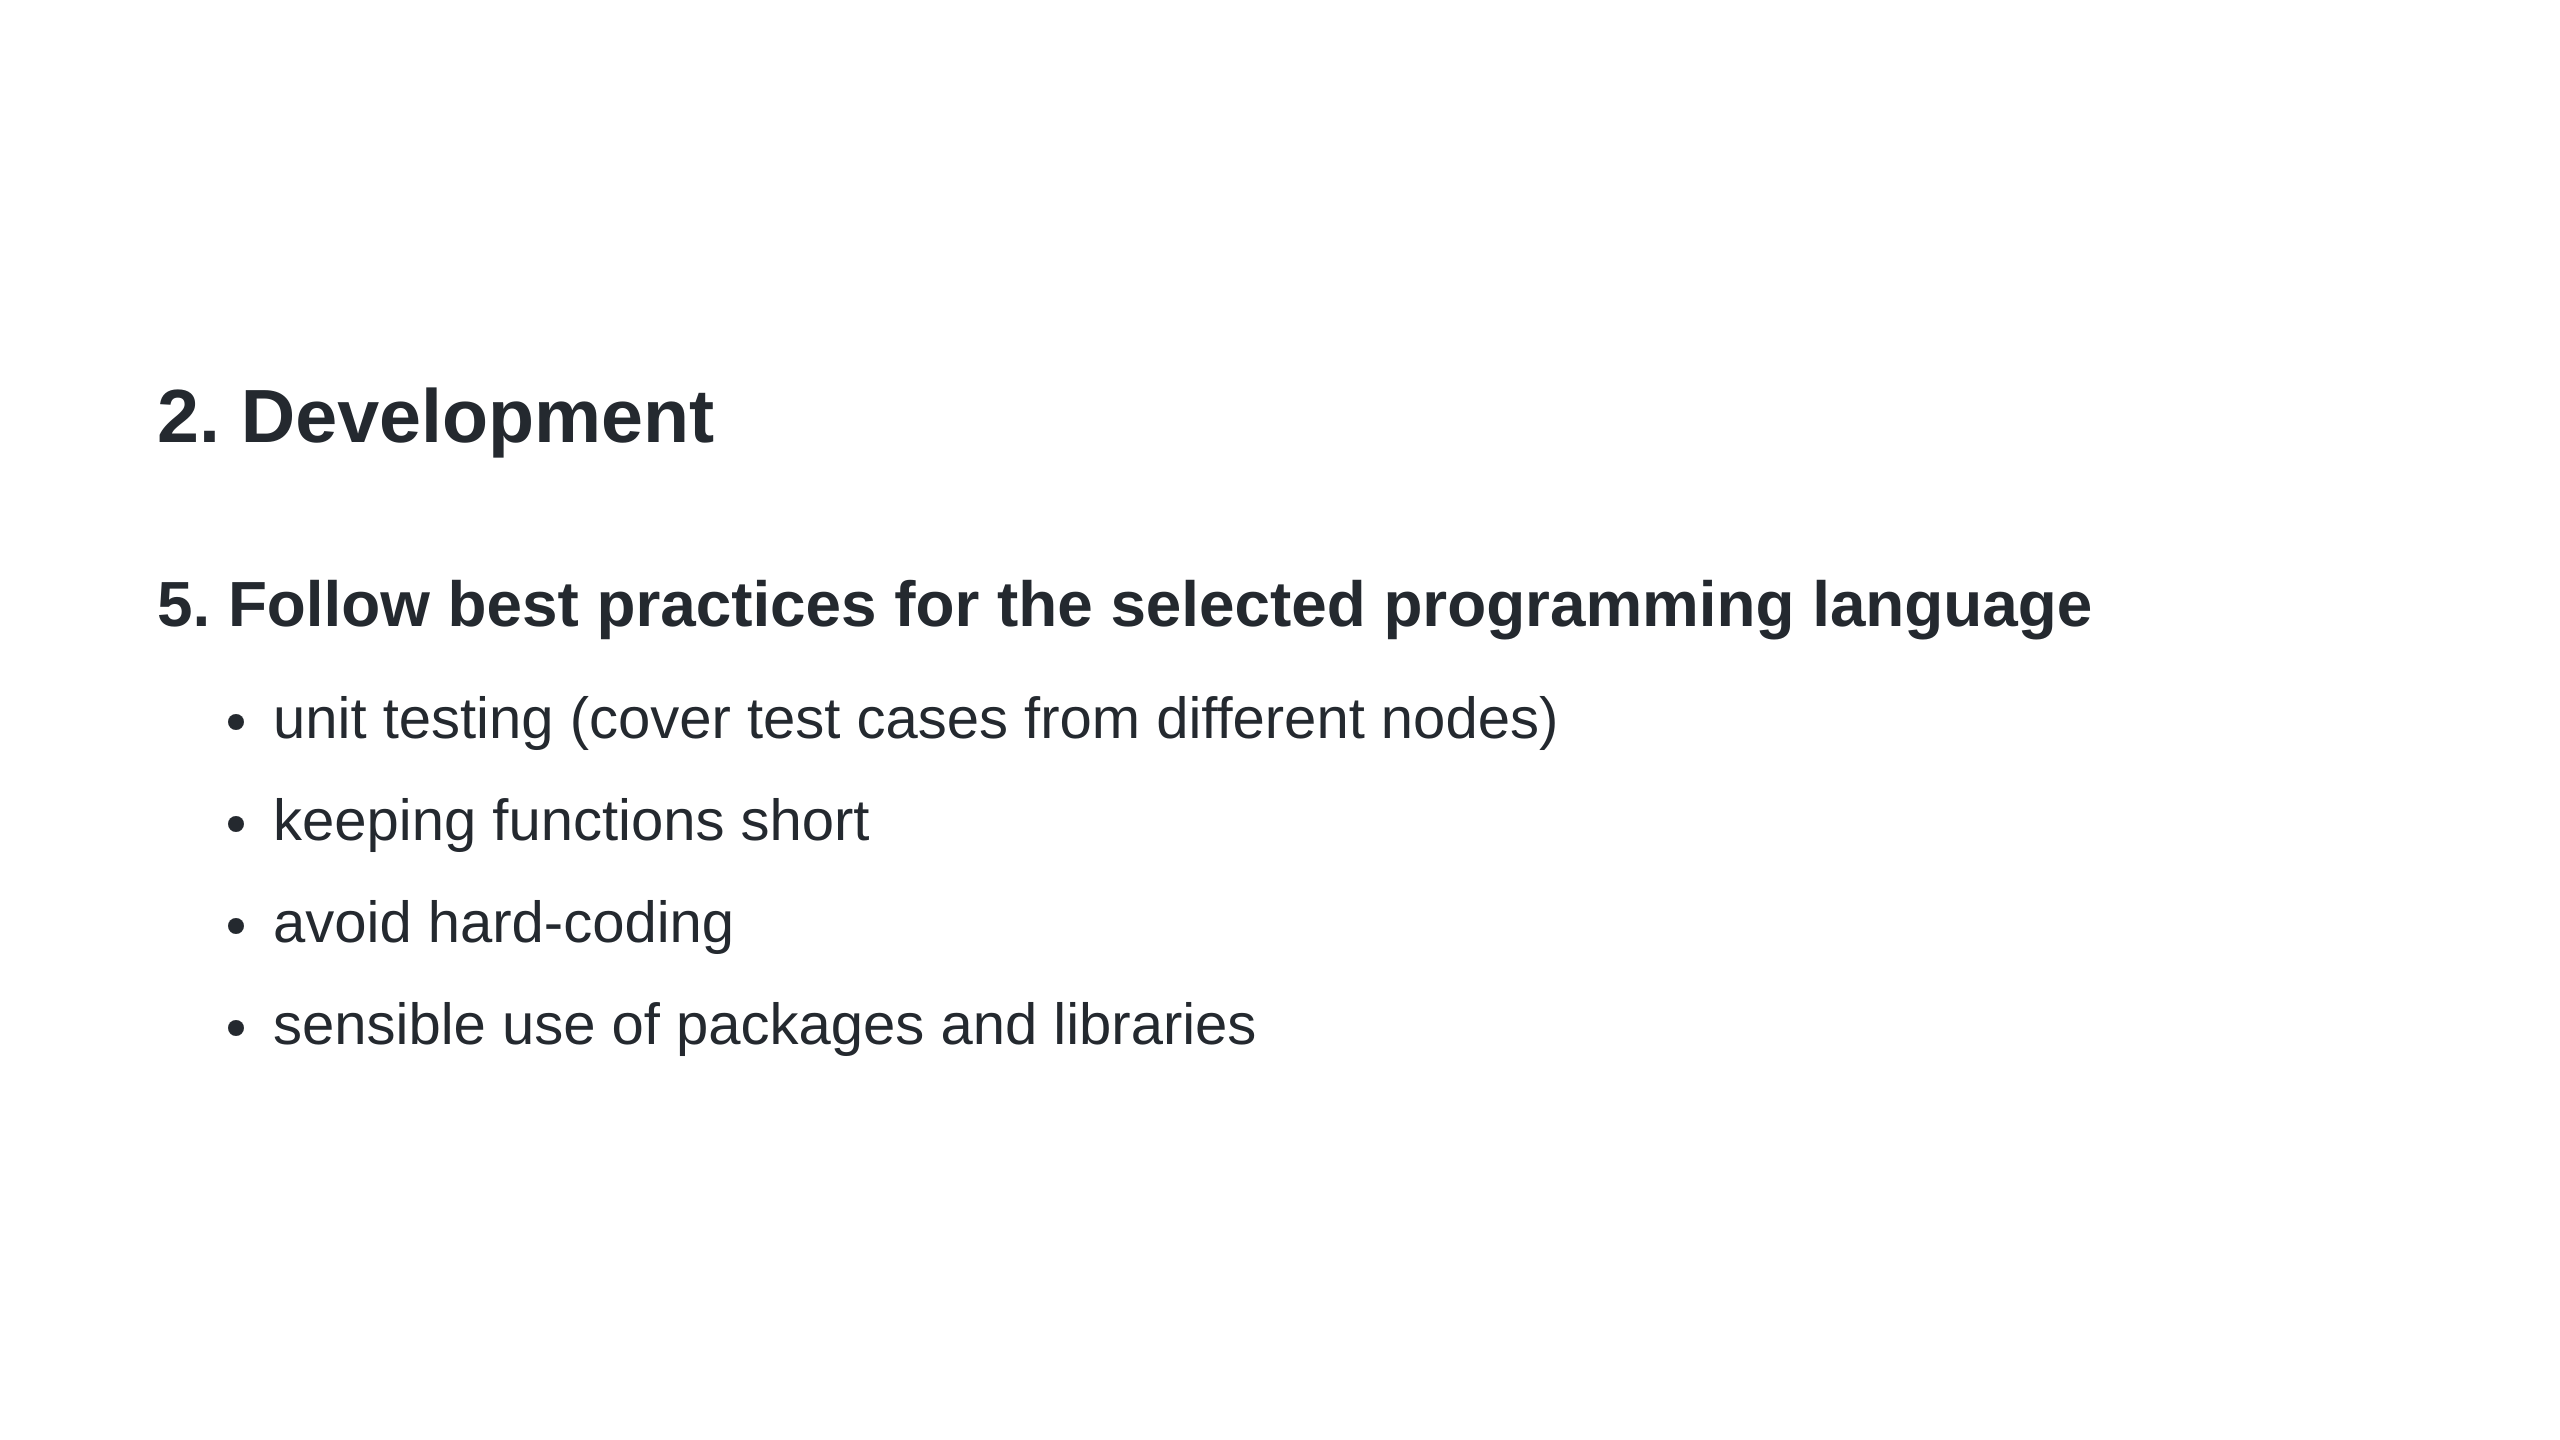 2. Development
5. Follow best practices for the selected programming language
• unit testing (cover test cases from different nodes)
• keeping functions short
• avoid hard-coding
• sensible use of packages and libraries